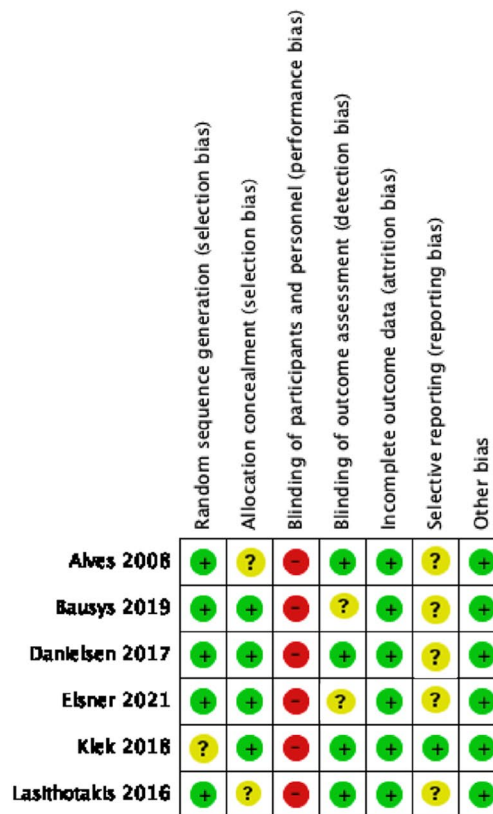 Random sequence generation (selection bias)
Allocation concealment (selection bias)
Blinding of participants and personnel (performance bias)
Blinding of outcome assessment (detection bias)
Incomplete outcome data (attrition bias)
Selective reporting (reporting bias)
Other bias
Alves 2008 + ? - + + ? +
Bausys 2019 + + - ? + ? +
Danielsen 2017 + + - + + ? +
Elsner 2021 + + - ? + ? +
Klek 2018 ? + - + + + +
Lasithotakis 2016 + ? - + + ? +